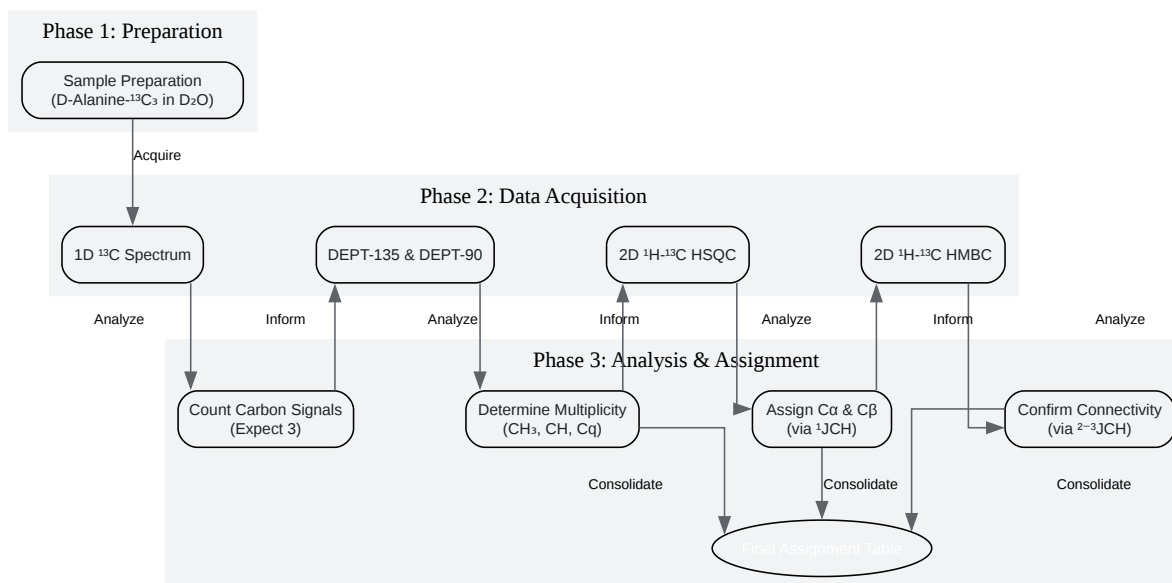 Phase 1: Preparation
Sample Preparation
(D-Alanine-¹³C₃ in D₂O)
Acquire
Phase 2: Data Acquisition
1D ¹³C Spectrum
DEPT-135 & DEPT-90
2D ¹H-¹³C HSQC
2D ¹H-¹³C HMBC
Analyze
Inform
Analyze
Inform
Analyze
Inform
Analyze
Phase 3: Analysis & Assignment
Count Carbon Signals
(Expect 3)
Determine Multiplicity
(CH₃, CH, Cq)
Assign Cα & Cβ
(via ¹JCH)
Confirm Connectivity
(via ²⁻³JCH)
Consolidate
Consolidate
Consolidate
Final Assignment Table